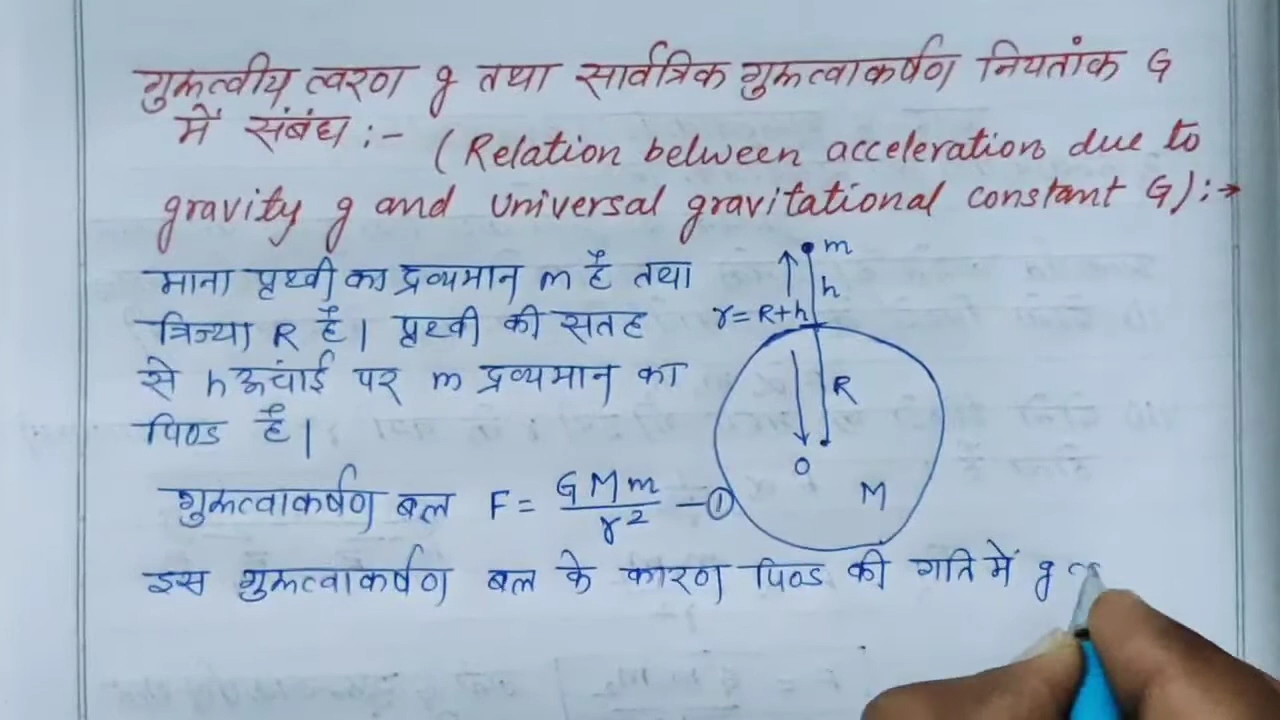 गुरुत्वीय त्वरण g तथा सार्वत्रिक गुरुत्वाकर्षण नियतांक G
में संबंध :- (Relation between acceleration due to
gravity g and universal gravitational constant G) :→
माना पृथ्वी का द्रव्यमान m है तथा
त्रिज्या R है। पृथ्वी की सतह
से h ऊंचाई पर m द्रव्यमान का
पिण्ड है।
m
h
r = R+h
R
O
M
गुरुत्वाकर्षण बल F = GMm/r² — ①
इस गुरुत्वाकर्षण बल के कारण पिण्ड की गति में g